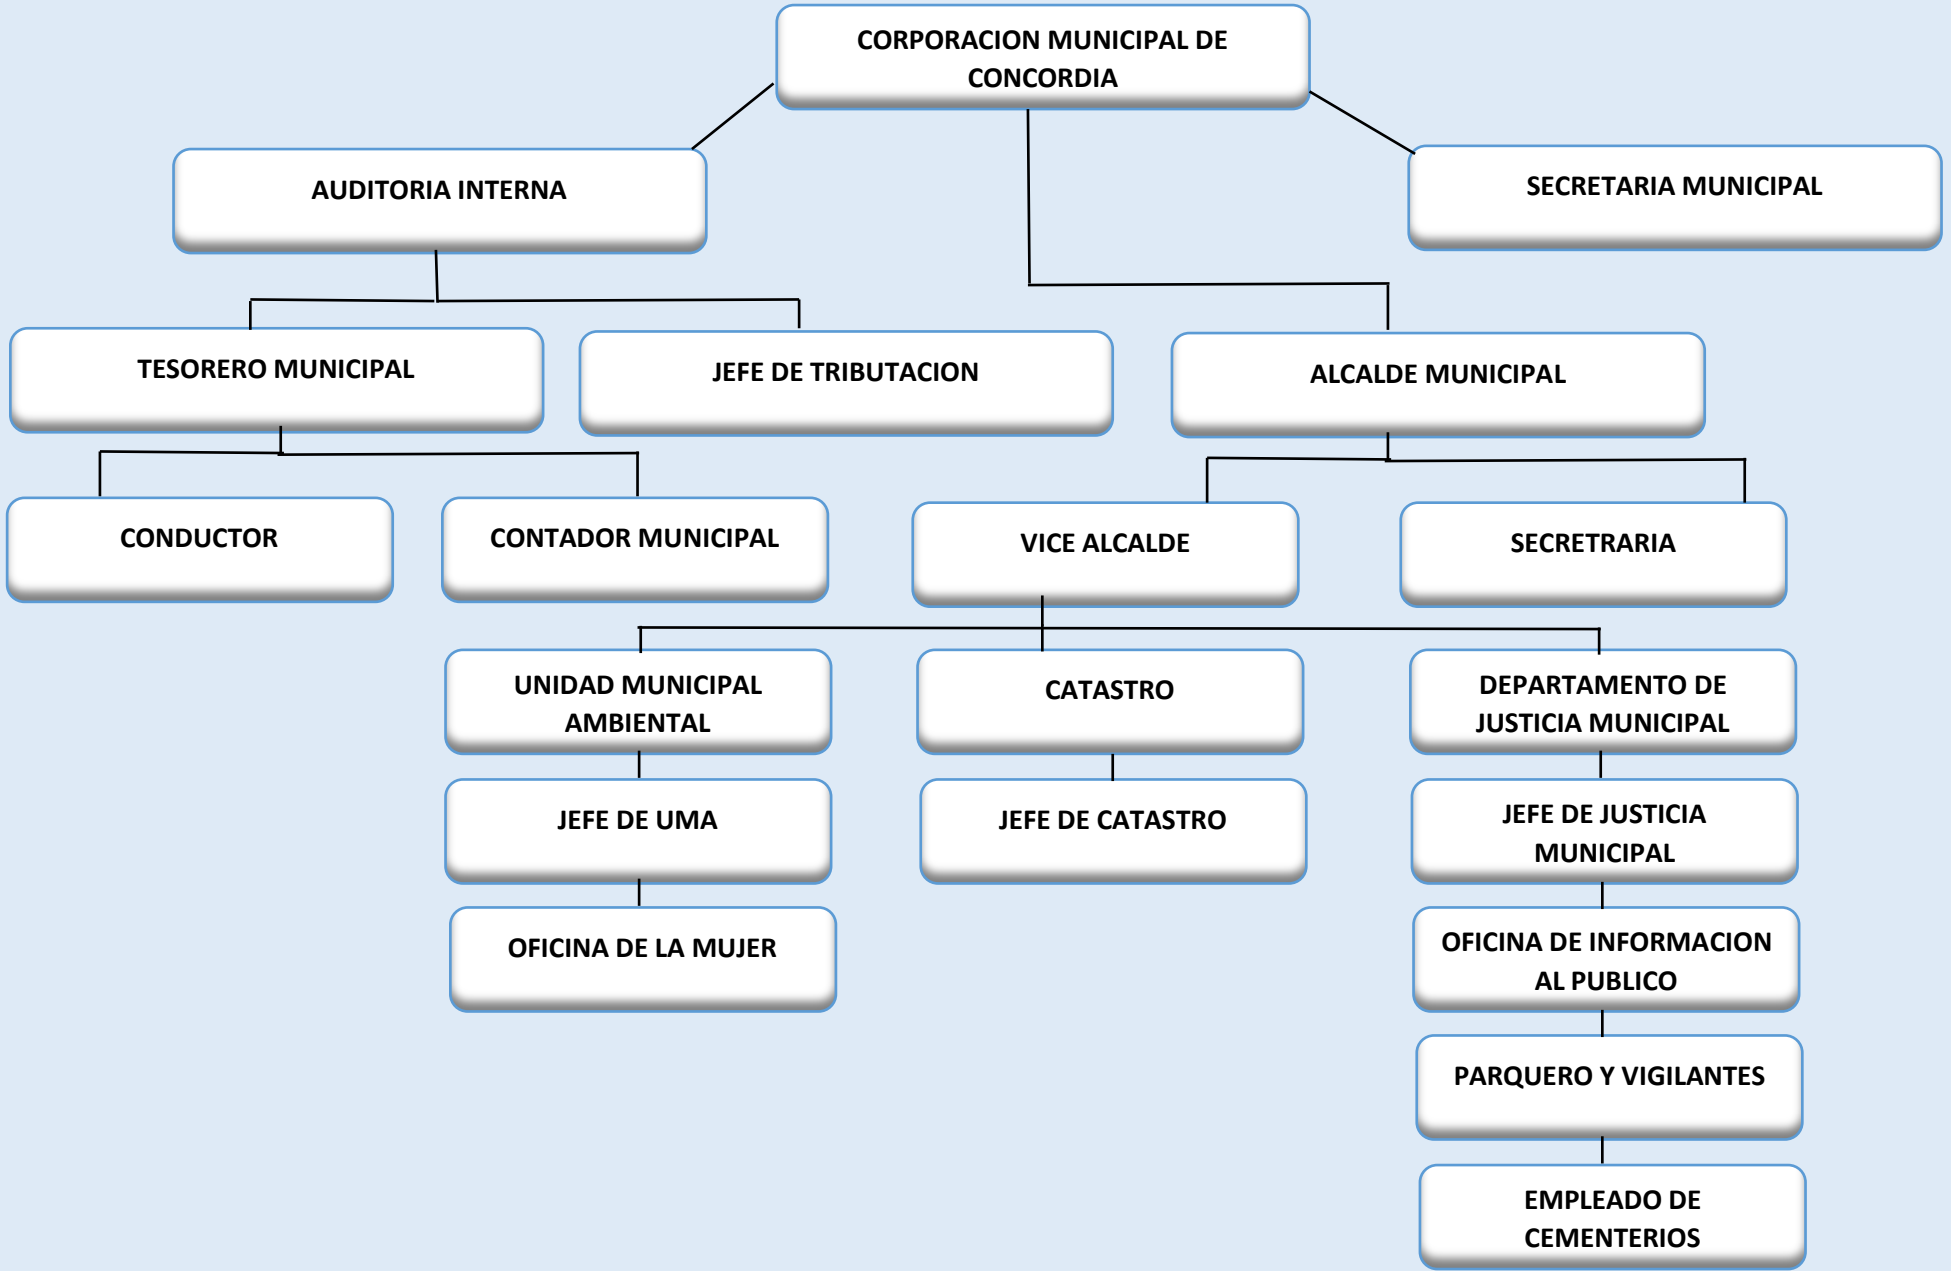 CORPORACION MUNICIPAL DE
CONCORDIA
AUDITORIA INTERNA
SECRETARIA MUNICIPAL
TESORERO MUNICIPAL
JEFE DE TRIBUTACION
ALCALDE MUNICIPAL
CONDUCTOR
CONTADOR MUNICIPAL
VICE ALCALDE
SECRETRARIA
UNIDAD MUNICIPAL
AMBIENTAL
CATASTRO
DEPARTAMENTO DE
JUSTICIA MUNICIPAL
JEFE DE UMA
JEFE DE CATASTRO
JEFE DE JUSTICIA
MUNICIPAL
OFICINA DE LA MUJER
OFICINA DE INFORMACION
AL PUBLICO
PARQUERO Y VIGILANTES
EMPLEADO DE
CEMENTERIOS